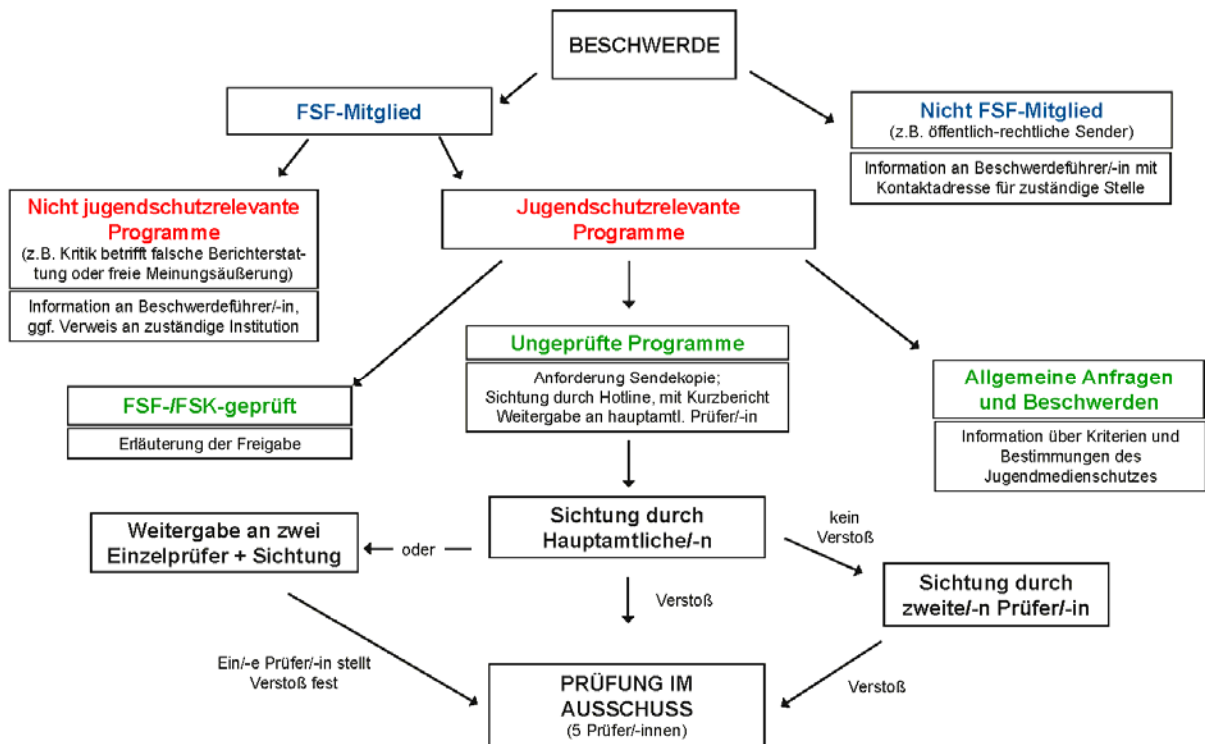 BESCHWERDE
FSF-Mitglied
Nicht FSF-Mitglied
(z.B. öffentlich-rechtliche Sender)
Information an Beschwerdeführer/-in mit
Kontaktadresse für zuständige Stelle
Nicht jugendschutzrelevante
Programme
(z.B. Kritik betrifft falsche Berichterstat-
tung oder freie Meinungsäußerung)
Information an Beschwerdeführer/-in,
ggf. Verweis an zuständige Institution
Jugendschutzrelevante
Programme
FSF-/FSK-geprüft
Erläuterung der Freigabe
Ungeprüfte Programme
Anforderung Sendekopie;
Sichtung durch Hotline, mit Kurzbericht
Weitergabe an hauptamtl. Prüfer/-in
Allgemeine Anfragen
und Beschwerden
Information über Kriterien und
Bestimmungen des
Jugendmedienschutzes
Weitergabe an zwei
Einzelprüfer + Sichtung
oder
Sichtung durch
Hauptamtliche/-n
kein
Verstoß
Sichtung durch
zweite/-n Prüfer/-in
Verstoß
Ein/-e Prüfer/-in stellt
Verstoß fest
PRÜFUNG IM
AUSSCHUSS
(5 Prüfer/-innen)
Verstoß